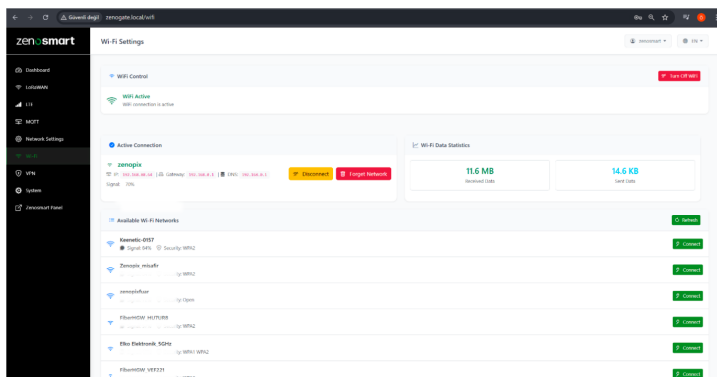 Güvenli değil zenogate.local/wifi
zenosmart
Wi-Fi Settings
zenosmart
EN
Dashboard
LoRaWAN
LTE
MQTT
Network Settings
Wi-Fi
VPN
System
Zenosmart Panel
WiFi Control
Turn Off WiFi
WiFi Active
WiFi connection is active
Active Connection
zenopix
IP: Gateway: DNS:
Signal: 70%
Disconnect
Forget Network
Wi-Fi Data Statistics
11.6 MB
Received Data
14.6 KB
Sent Data
Available Wi-Fi Networks
Refresh
Keenetic-0157
Signal: 94% Security: WPA2
Connect
Zenopix_misafir
WPA2
Connect
Open
Connect
WPA2
Connect
Elko Elektronik_5GHz
WPA1 WPA2
Connect
FiberHGW_VEF221
Connect